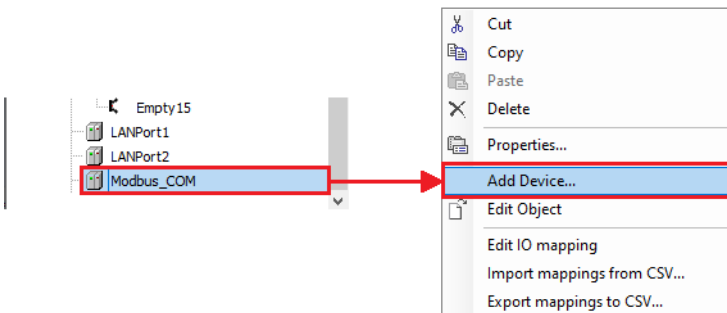 Empty15
LANPort1
LANPort2
Modbus_COM
Cut
Copy
Paste
Delete
Properties...
Add Device...
Edit Object
Edit IO mapping
Import mappings from CSV...
Export mappings to CSV...